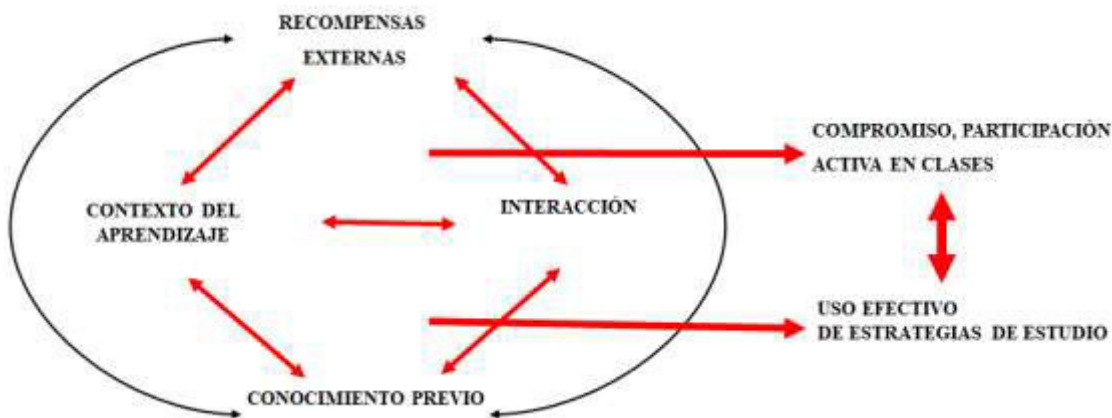 RECOMPENSAS
EXTERNAS
COMPROMISO, PARTICIPACIÓN
ACTIVA EN CLASES
CONTEXTO DEL
APRENDIZAJE
INTERACCIÓN
USO EFECTIVO
DE ESTRATEGIAS DE ESTUDIO
CONOCIMIENTO PREVIO